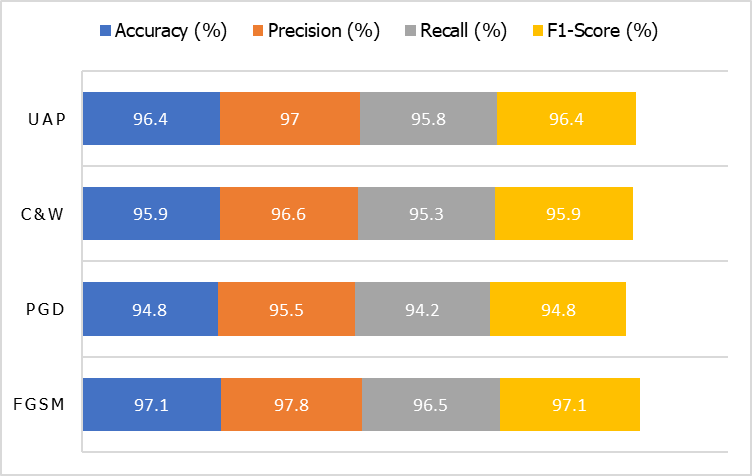 Accuracy (%) Precision (%) Recall (%) F1-Score (%)
UAP 96.4 97 95.8 96.4
C&W 95.9 96.6 95.3 95.9
PGD 94.8 95.5 94.2 94.8
FGSM 97.1 97.8 96.5 97.1